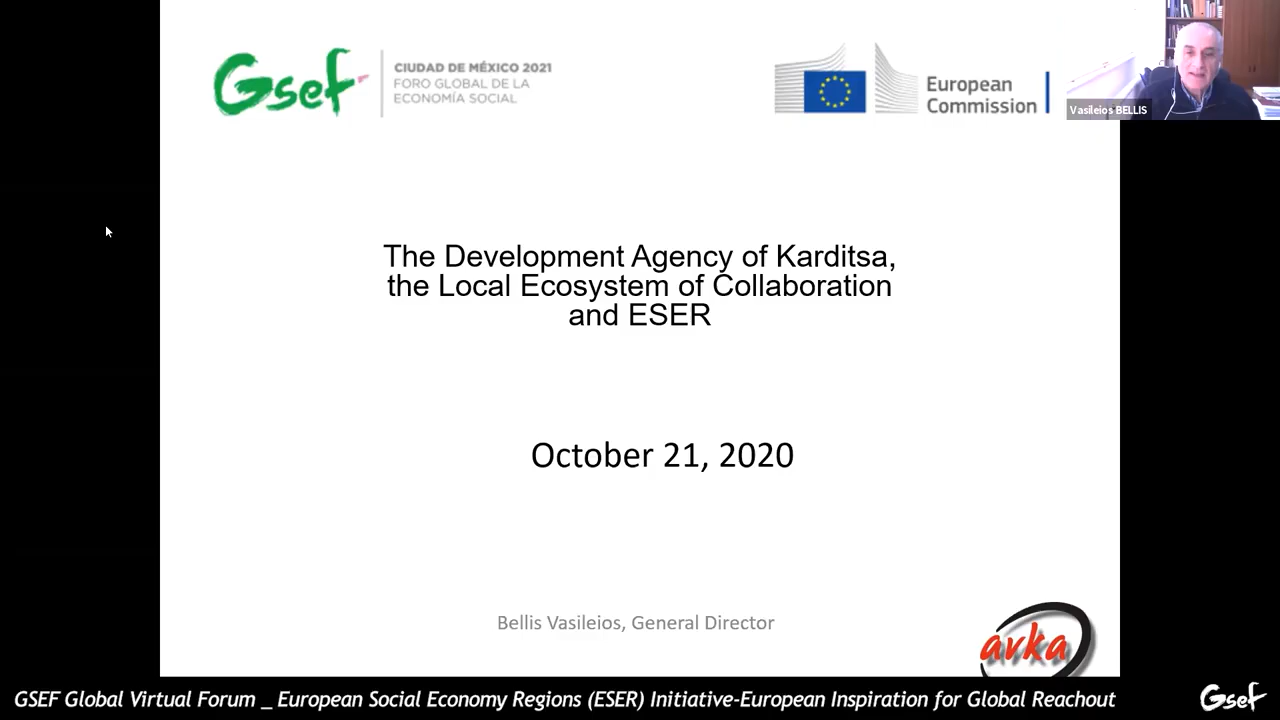 Gsef
CIUDAD DE MÉXICO 2021
FORO GLOBAL DE LA
ECONOMÍA SOCIAL
European
Commission
Vasileios BELLIS
The Development Agency of Karditsa,
the Local Ecosystem of Collaboration
and ESER
October 21, 2020
Bellis Vasileios, General Director
avka
GSEF Global Virtual Forum _ European Social Economy Regions (ESER) Initiative-European Inspiration for Global Reachout
Gsef